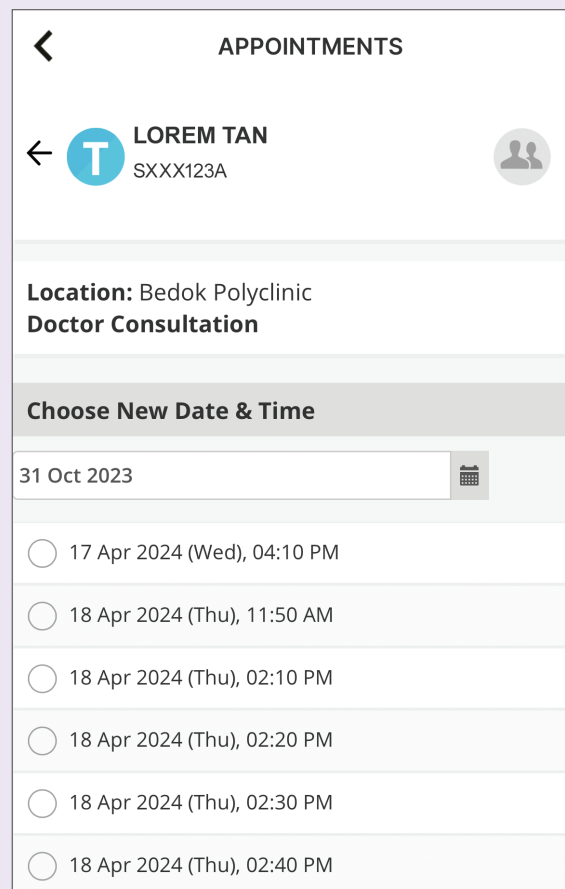 APPOINTMENTS
T
LOREM TAN
SXXX123A
Location: Bedok Polyclinic
Doctor Consultation
Choose New Date & Time
31 Oct 2023
17 Apr 2024 (Wed), 04:10 PM
18 Apr 2024 (Thu), 11:50 AM
18 Apr 2024 (Thu), 02:10 PM
18 Apr 2024 (Thu), 02:20 PM
18 Apr 2024 (Thu), 02:30 PM
18 Apr 2024 (Thu), 02:40 PM